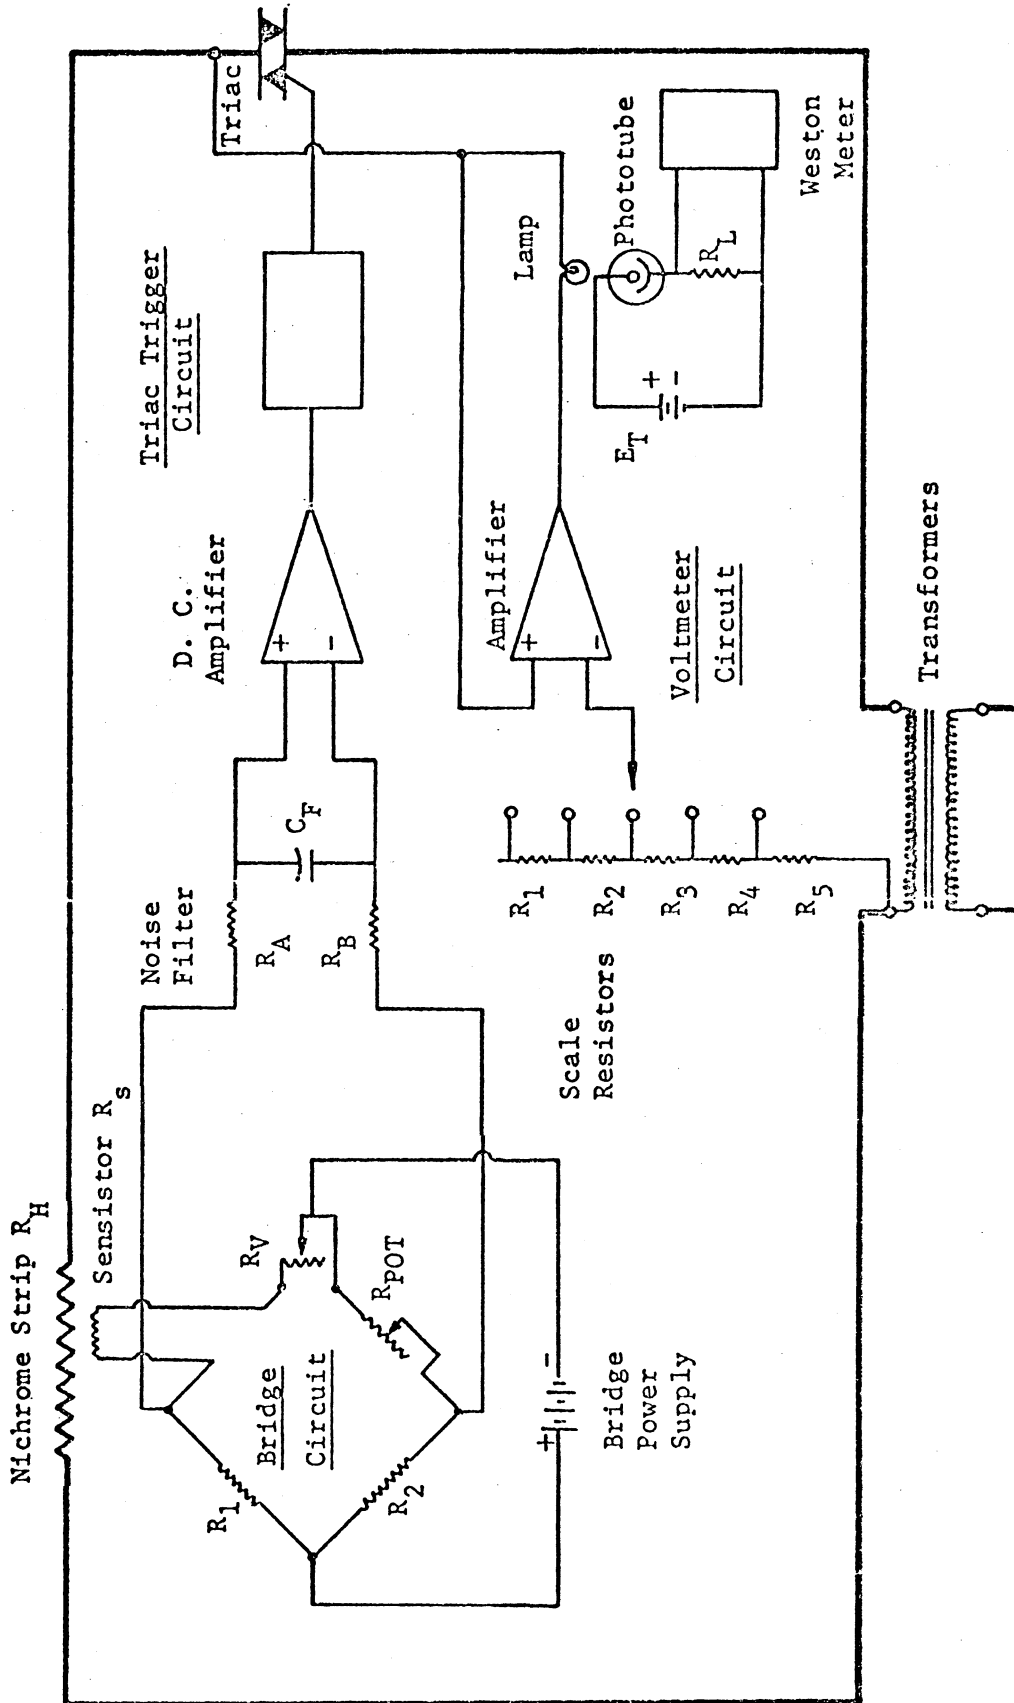 Nichrome Strip R_H
Sensistor R_s
Noise
Filter
R_A
R_B
C_F
D. C.
Amplifier
+
-
Triac Trigger
Circuit
Triac
R_V
R_POT
Bridge
Circuit
R_1
R_2
+
-
Bridge
Power
Supply
Scale
Resistors
R_1
R_2
R_3
R_4
R_5
Amplifier
+
-
Voltmeter
Circuit
Lamp
Phototube
R_L
E_T
+
-
Weston
Meter
Transformers